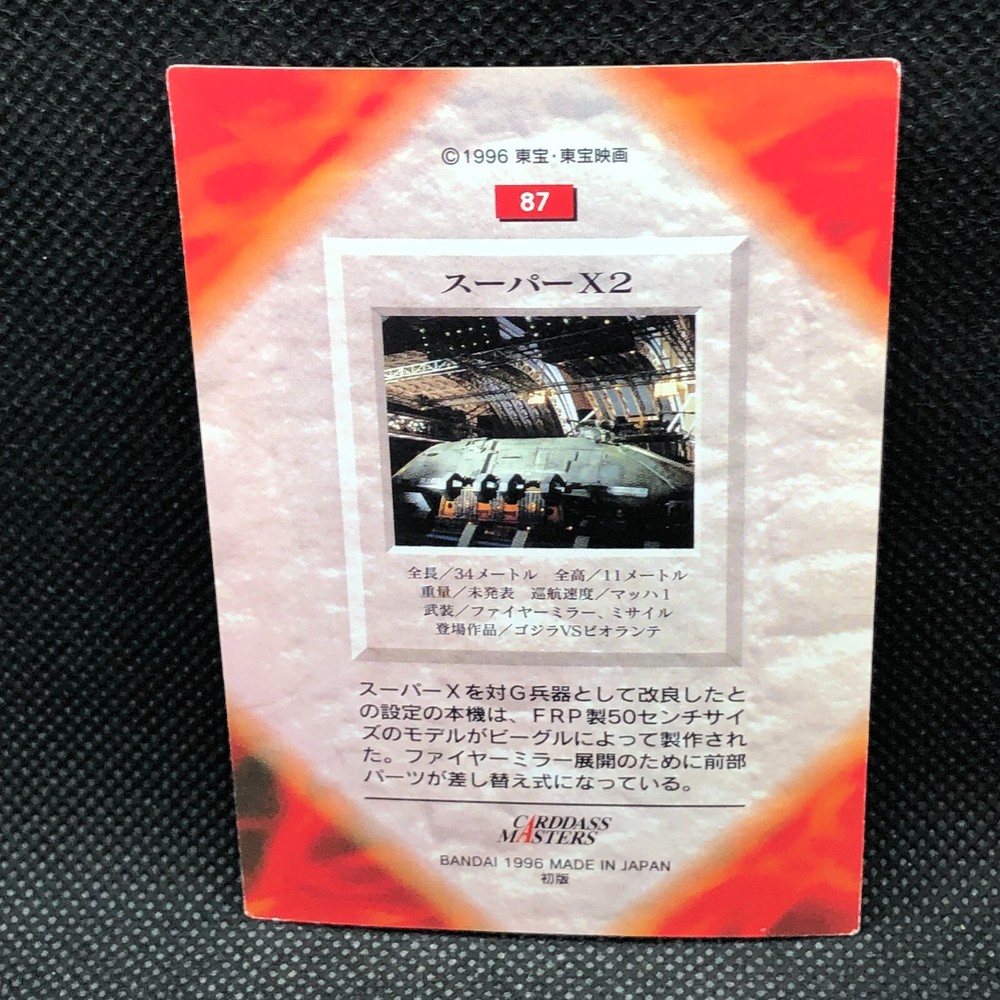 ©1996 東宝・東宝映画
87
スーパーX2
全長／34メートル　全高／11メートル
重量／未発表　巡航速度／マッハ1
武装／ファイヤーミラー、ミサイル
登場作品／ゴジラVSビオランテ
スーパーXを対G兵器として改良したと
の設定の本機は、FRP製50センチサイ
ズのモデルがビーグルによって製作され
た。ファイヤーミラー展開のために前部
パーツが差し替え式になっている。
CARDDASS
MASTERS
BANDAI 1996 MADE IN JAPAN
初版